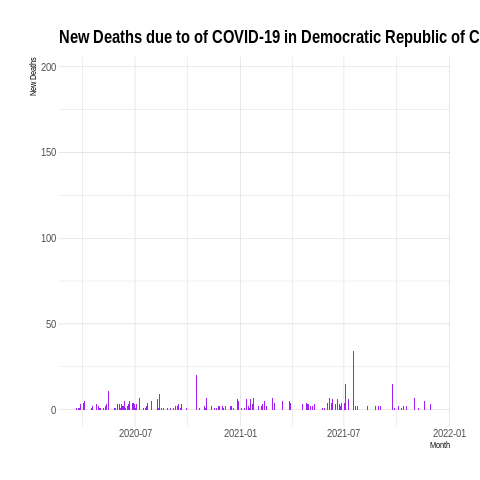 New Deaths due to of COVID-19 in Democratic Republic of C
New Deaths
200
150
100
50
0
2020-07 2021-01 2021-07 2022-01
Month